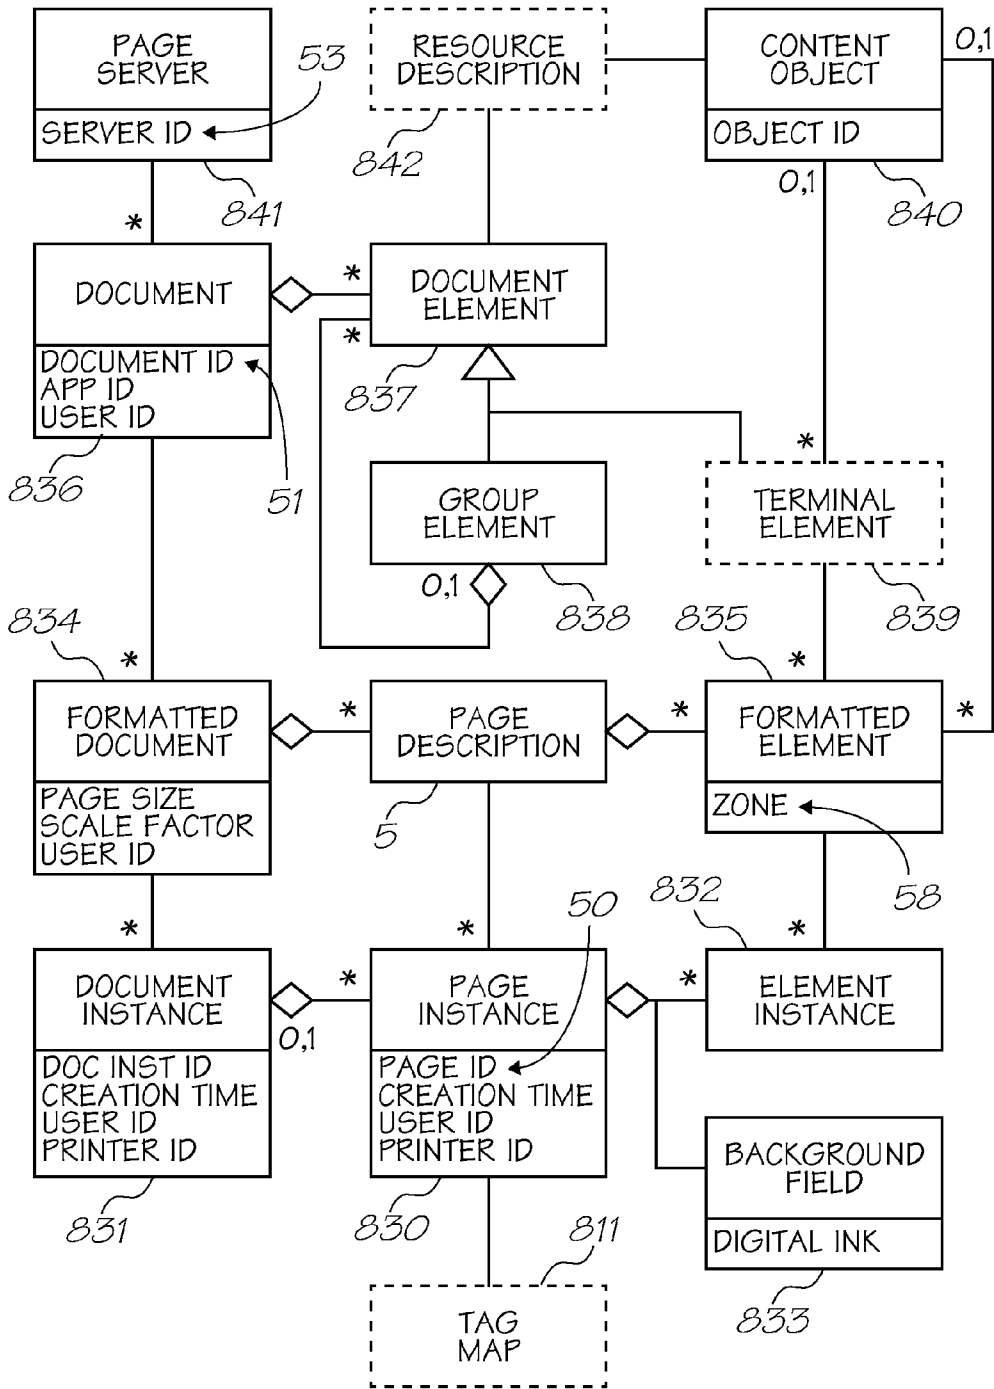 PAGE
SERVER
SERVER ID
53
841
RESOURCE
DESCRIPTION
842
CONTENT
OBJECT
OBJECT ID
0,1
0,1
840
*
DOCUMENT
DOCUMENT ID
APP ID
USER ID
836
51
*
*
DOCUMENT
ELEMENT
837
GROUP
ELEMENT
0,1
838
*
TERMINAL
ELEMENT
839
834
*
FORMATTED
DOCUMENT
PAGE SIZE
SCALE FACTOR
USER ID
*
PAGE
DESCRIPTION
5
835
*
*
*
FORMATTED
ELEMENT
ZONE
58
*
DOCUMENT
INSTANCE
0,1
DOC INST ID
CREATION TIME
USER ID
PRINTER ID
831
*
*
50
PAGE
INSTANCE
PAGE ID
CREATION TIME
USER ID
PRINTER ID
830
832
*
*
ELEMENT
INSTANCE
BACKGROUND
FIELD
DIGITAL INK
833
811
TAG
MAP